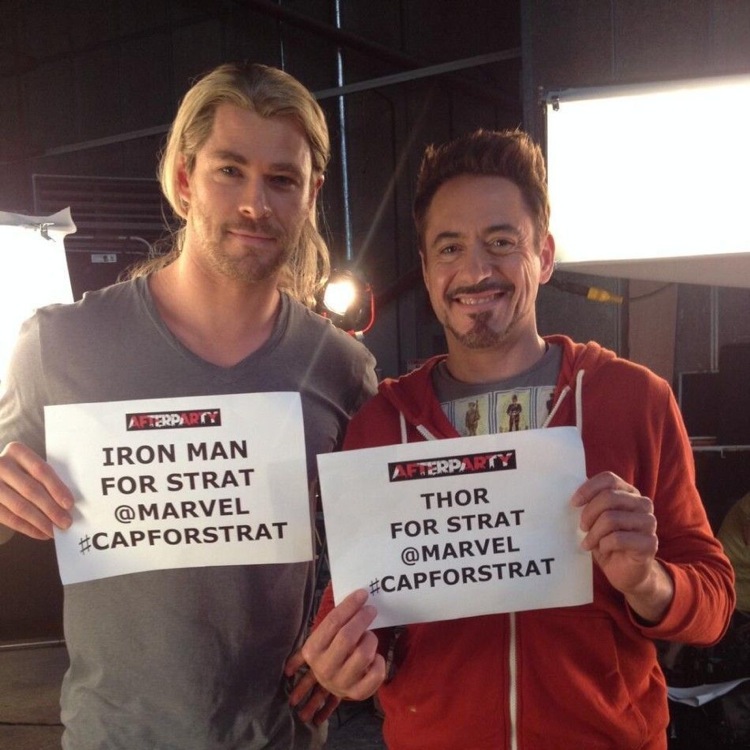 AFTERPARTY
IRON MAN
FOR STRAT
@MARVEL
#CAPFORSTRAT
AFTERPARTY
THOR
FOR STRAT
@MARVEL
#CAPFORSTRAT